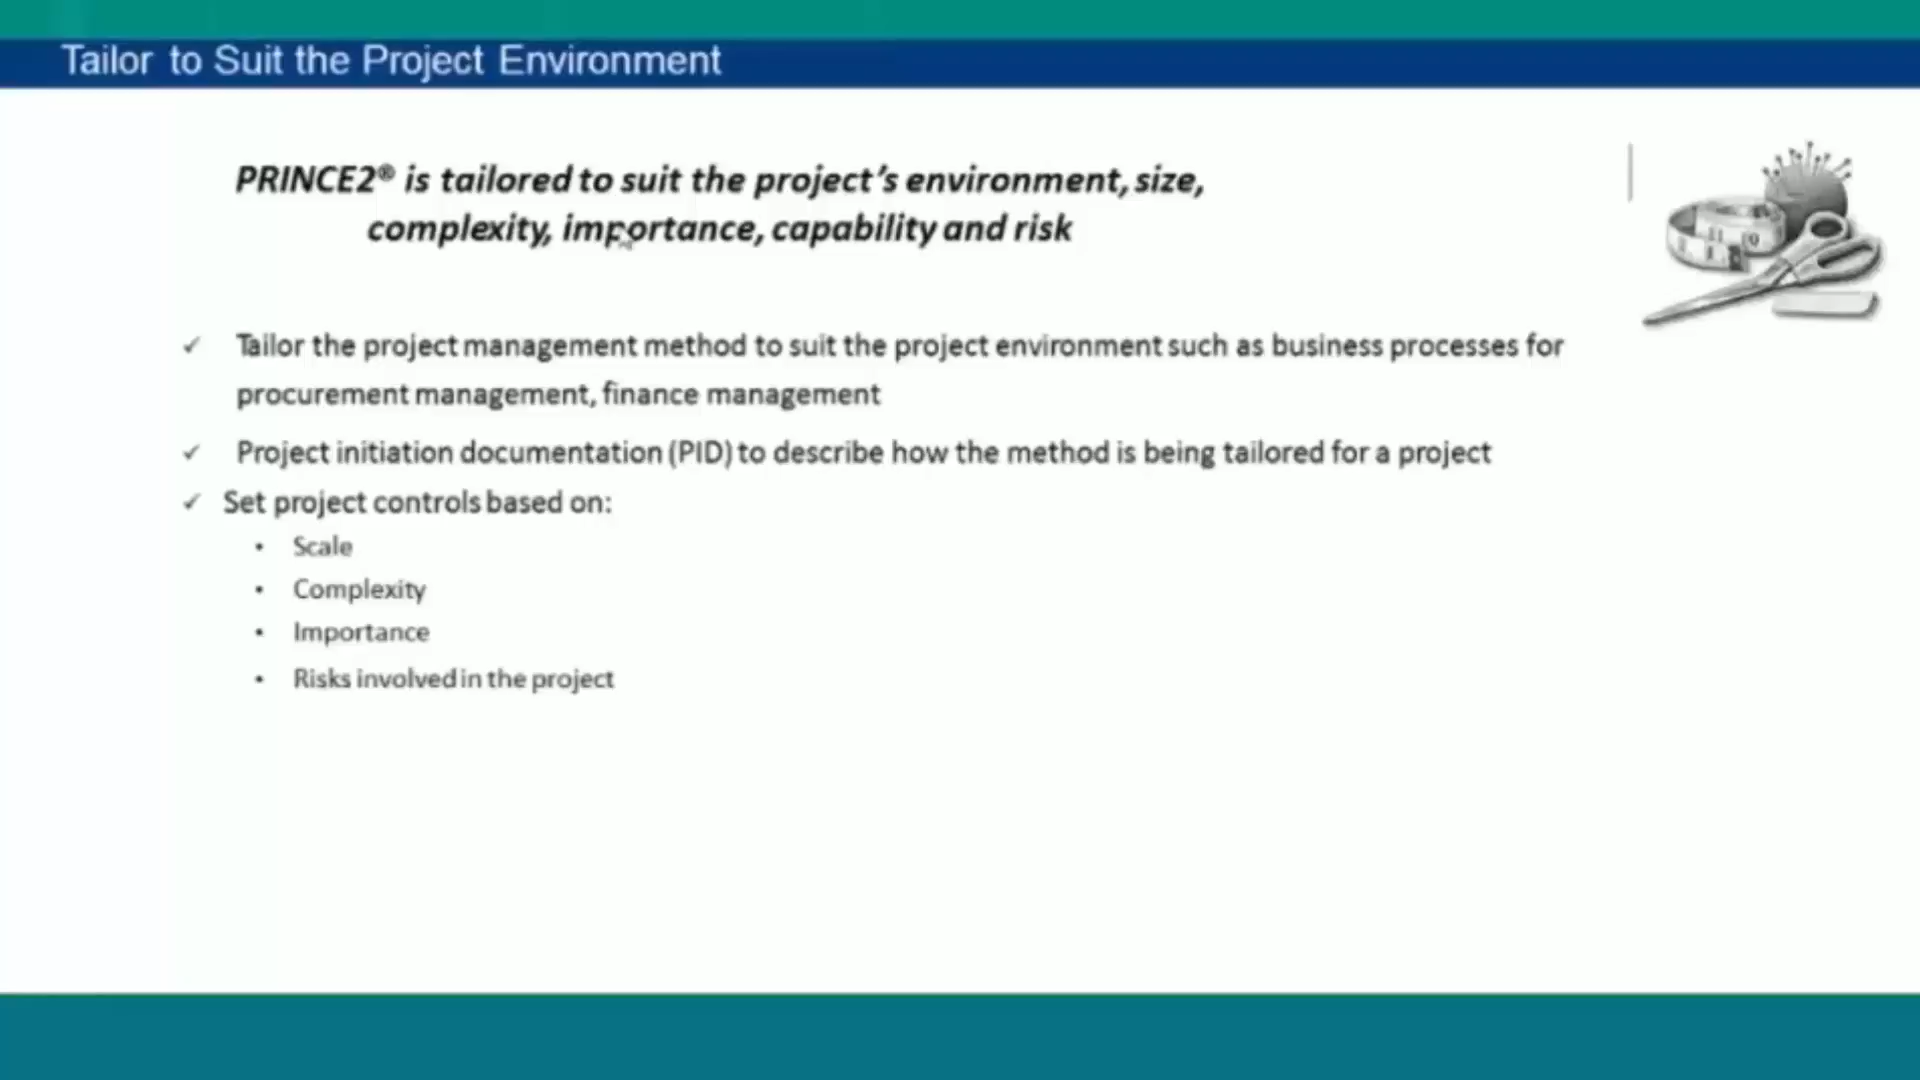 Tailor to Suit the Project Environment
PRINCE2® is tailored to suit the project's environment, size,
complexity, importance, capability and risk
✓ Tailor the project management method to suit the project environment such as business processes for
procurement management, finance management
✓ Project initiation documentation (PID) to describe how the method is being tailored for a project
✓ Set project controls based on:
• Scale
• Complexity
• Importance
• Risks involved in the project